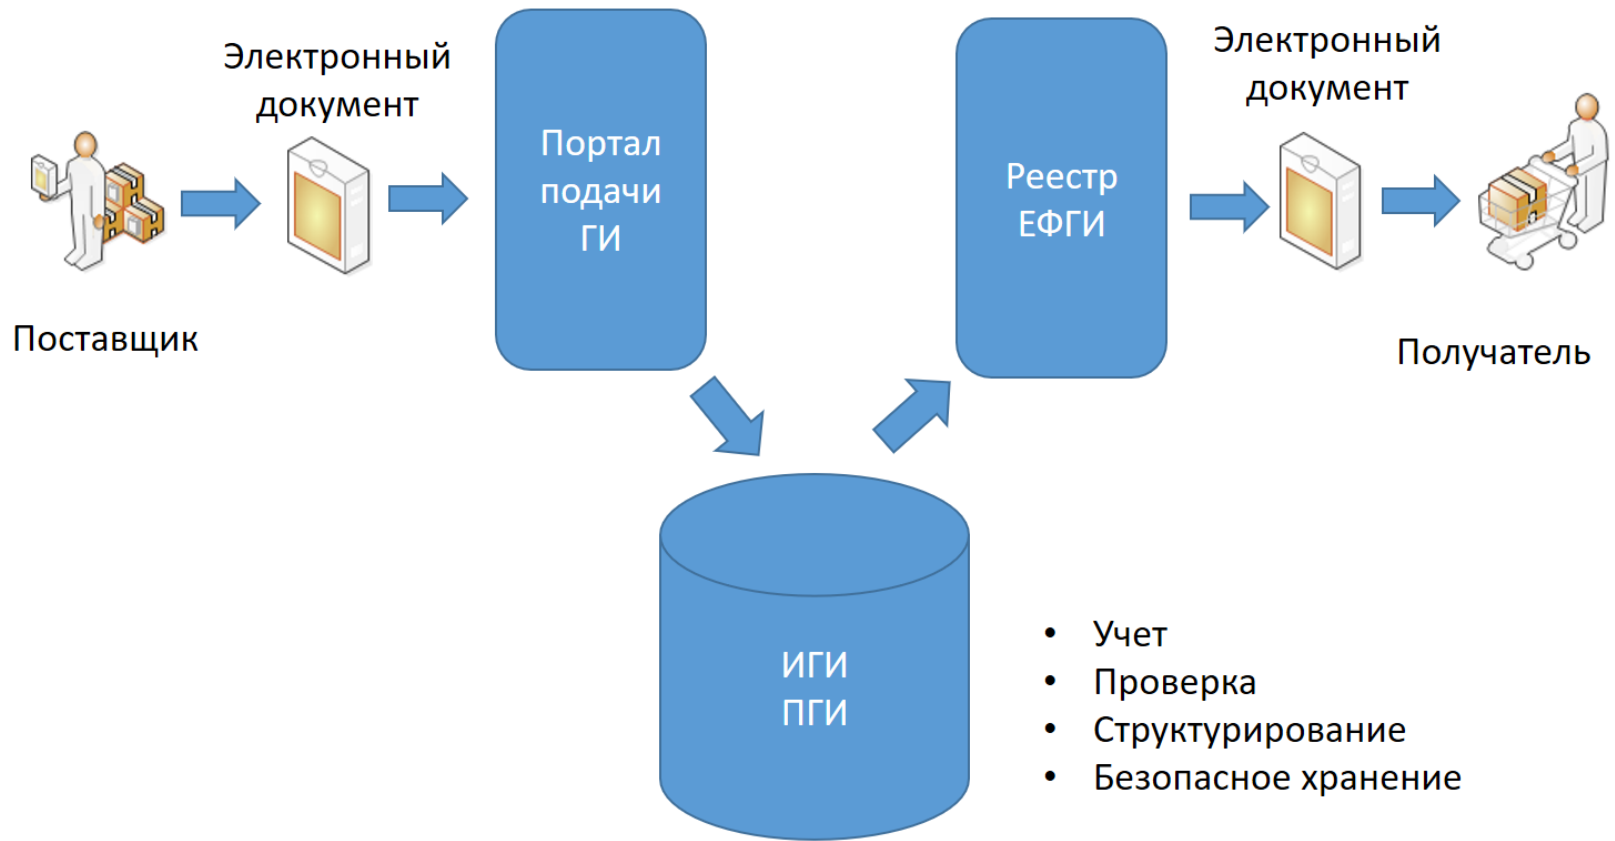 Электронный
документ
Поставщик
Портал
подачи
ГИ
Реестр
ЕФГИ
Электронный
документ
Получатель
ИГИ
ПГИ
• Учет
• Проверка
• Структурирование
• Безопасное хранение